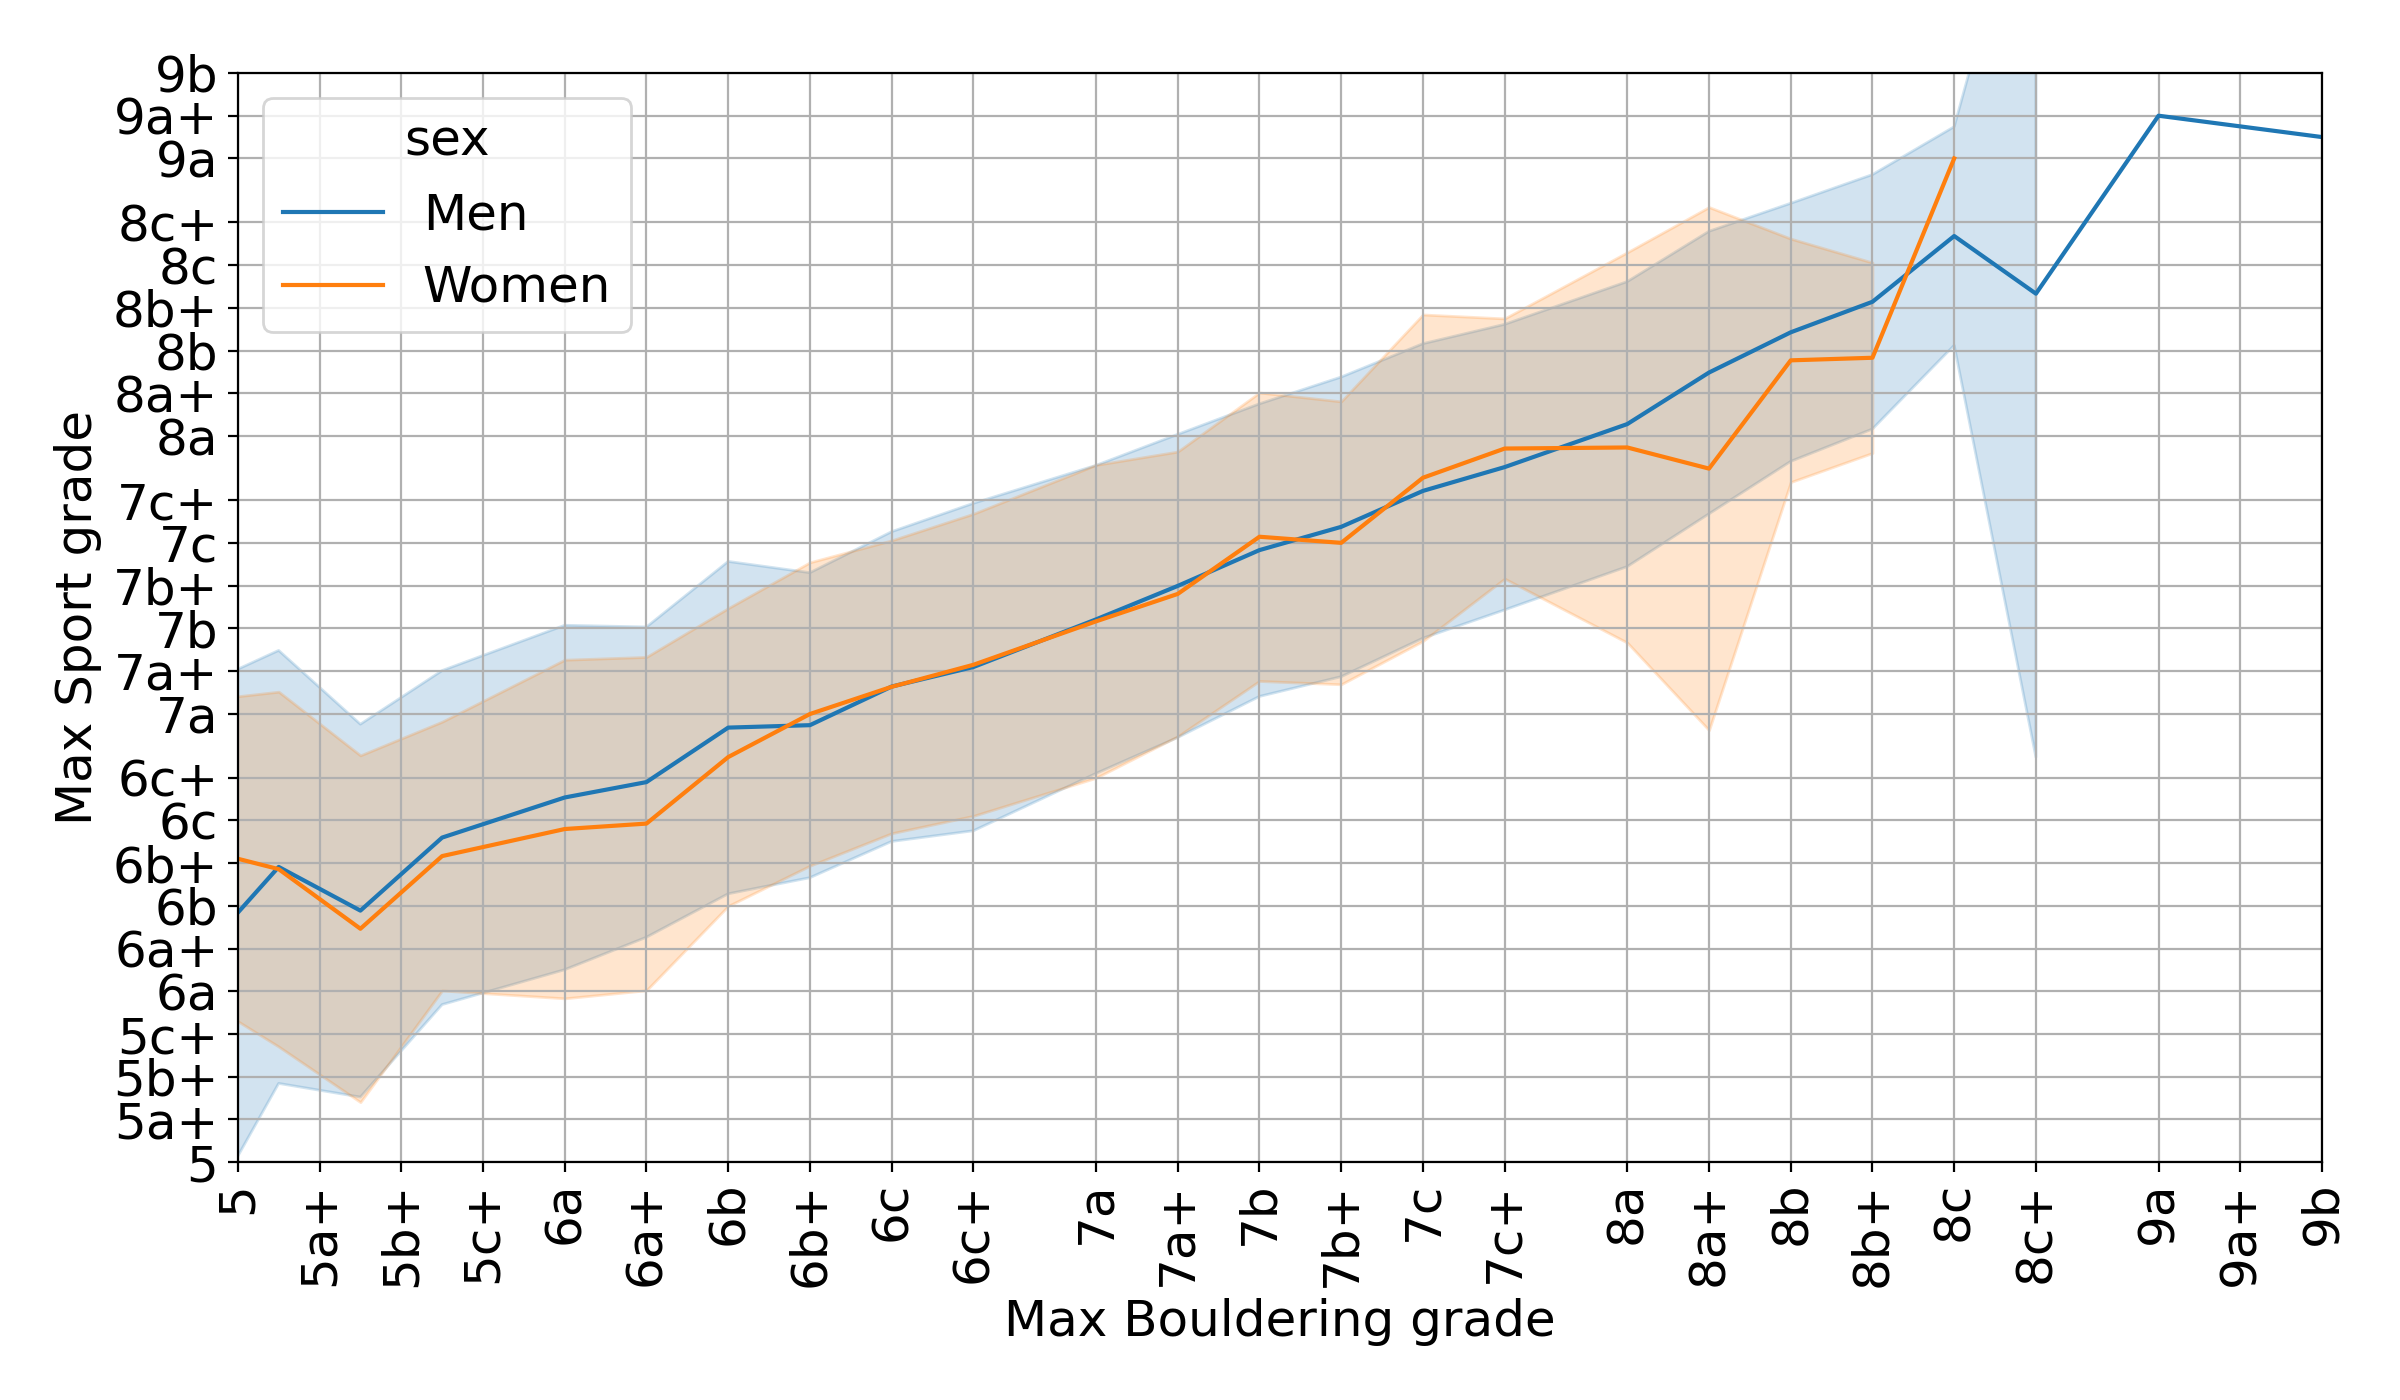 9b
9a+
9a
8c+
8c
8b+
8b
8a+
8a
7c+
7c
7b+
7b
7a+
7a
6c+
6c
6b+
6b
6a+
6a
5c+
5b+
5a+
5
Max Sport grade
sex
Men
Women
5 5a+ 5b+ 5c+ 6a 6a+ 6b 6b+ 6c 6c+ 7a 7a+ 7b 7b+ 7c 7c+ 8a 8a+ 8b 8b+ 8c 8c+ 9a 9a+ 9b
Max Bouldering grade